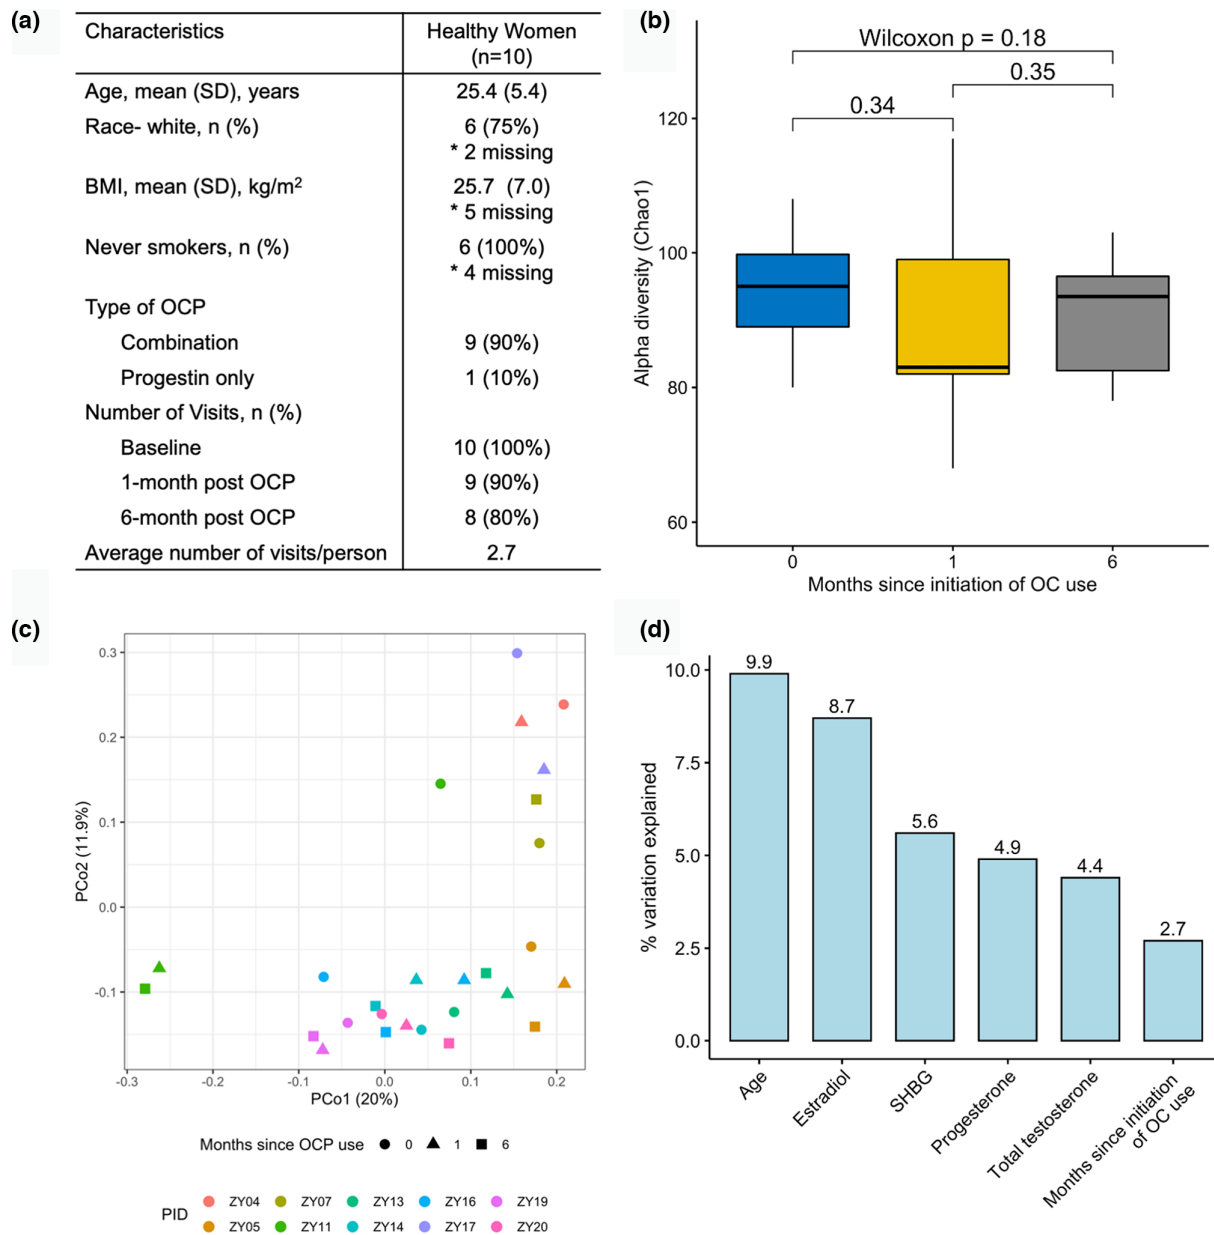 (a)
Characteristics
Healthy Women
(n=10)
Age, mean (SD), years
25.4 (5.4)
Race- white, n (%)
6 (75%)
* 2 missing
BMI, mean (SD), kg/m2
25.7 (7.0)
* 5 missing
Never smokers, n (%)
6 (100%)
* 4 missing
Type of OCP
Combination
9 (90%)
Progestin only
1 (10%)
Number of Visits, n (%)
Baseline
10 (100%)
1-month post OCP
9 (90%)
6-month post OCP
8 (80%)
Average number of visits/person
2.7
(b)
Wilcoxon p = 0.18
0.35
0.34
120
100
80
60
Alpha diversity (Chao1)
0
1
6
Months since initiation of OC use
(c)
0.3
0.2
0.1
0.0
-0.1
PCo2 (11.9%)
-0.3
-0.2
-0.1
0.0
0.1
0.2
PCo1 (20%)
Months since OCP use
0
1
6
PID
ZY04
ZY07
ZY13
ZY16
ZY19
ZY05
ZY11
ZY14
ZY17
ZY20
(d)
10.0
7.5
5.0
2.5
0.0
% variation explained
9.9
8.7
5.6
4.9
4.4
2.7
Age
Estradiol
SHBG
Progesterone
Total testosterone
Months since initiation
of OC use